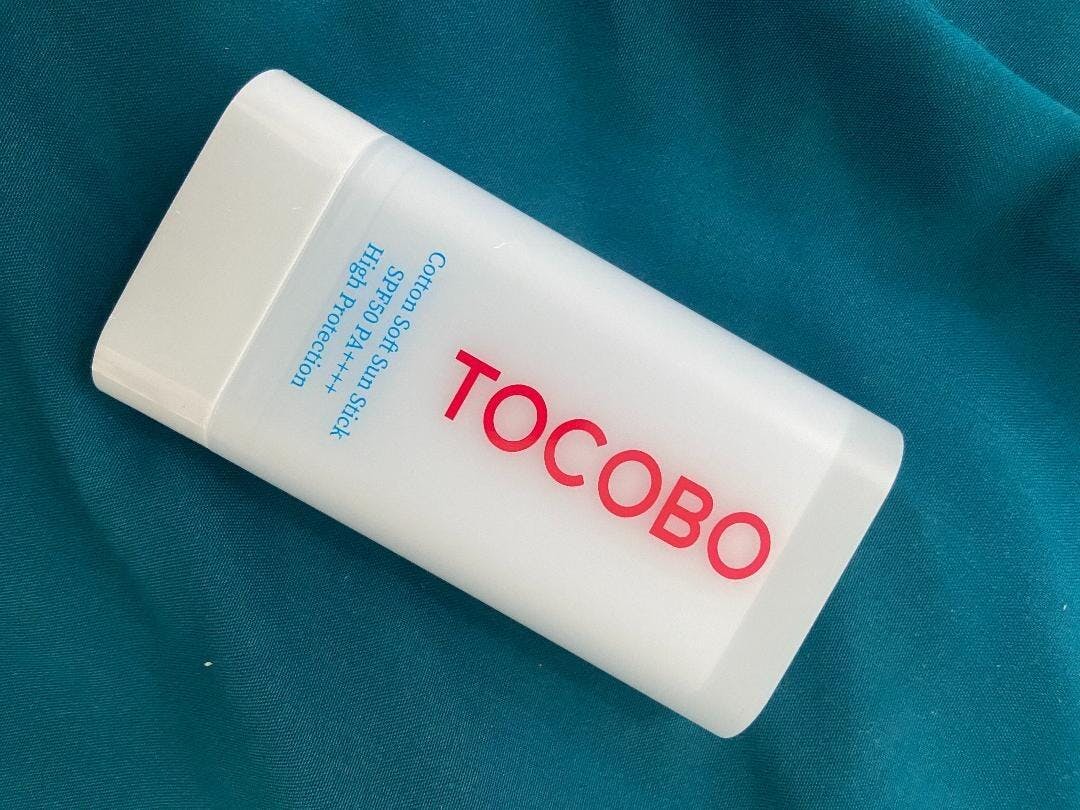 Cotton Soft Sun Stick
SPF50 PA++++
High Protection
TOCOBO